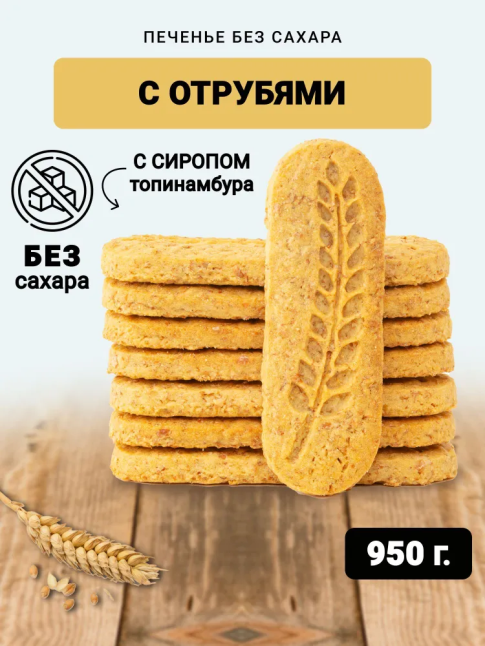 ПЕЧЕНЬЕ БЕЗ САХАРА
С ОТРУБЯМИ
С СИРОПОМ
топинамбура
БЕЗ
сахара
950 г.